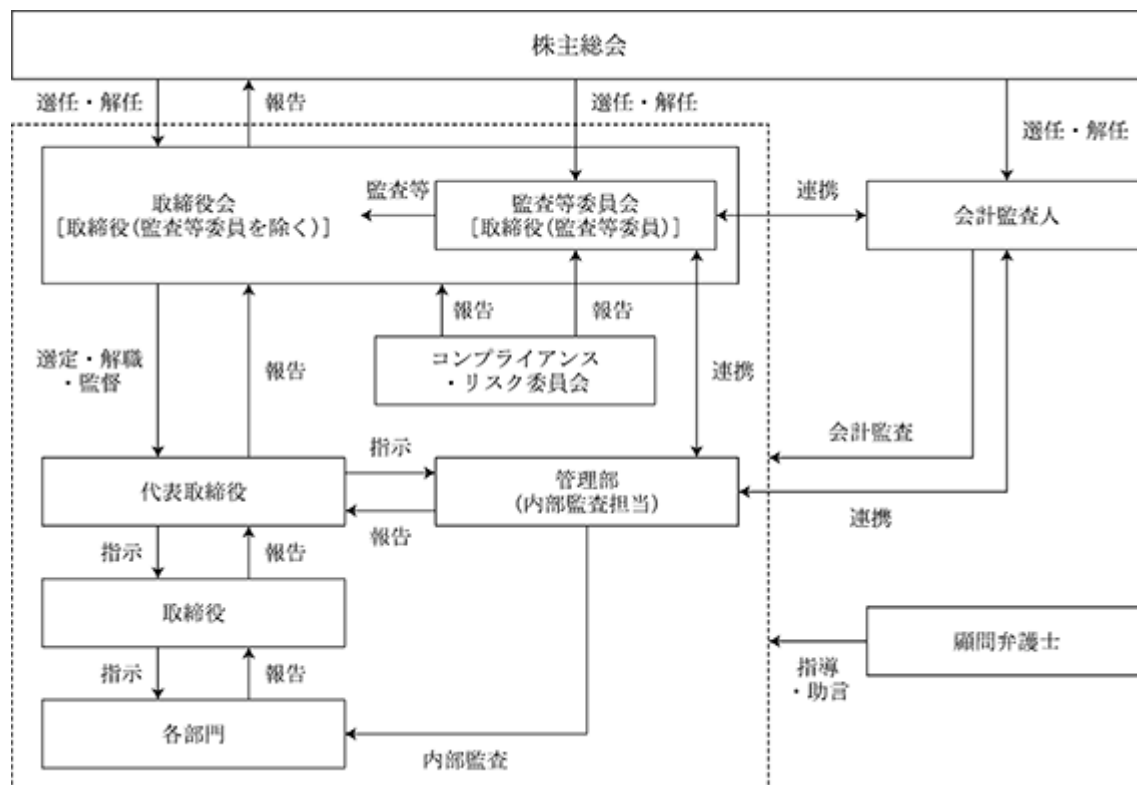 株主総会
選任・解任
報告
選任・解任
選任・解任
取締役会
[取締役(監査等委員を除く)]
監査等
監査等委員会
[取締役(監査等委員)]
連携
会計監査人
選定・解職
・監督
報告
報告
報告
コンプライアンス
・リスク委員会
連携
会計監査
代表取締役
指示
報告
管理部
(内部監査担当)
連携
指示
報告
取締役
顧問弁護士
指導
・助言
指示
報告
各部門
内部監査